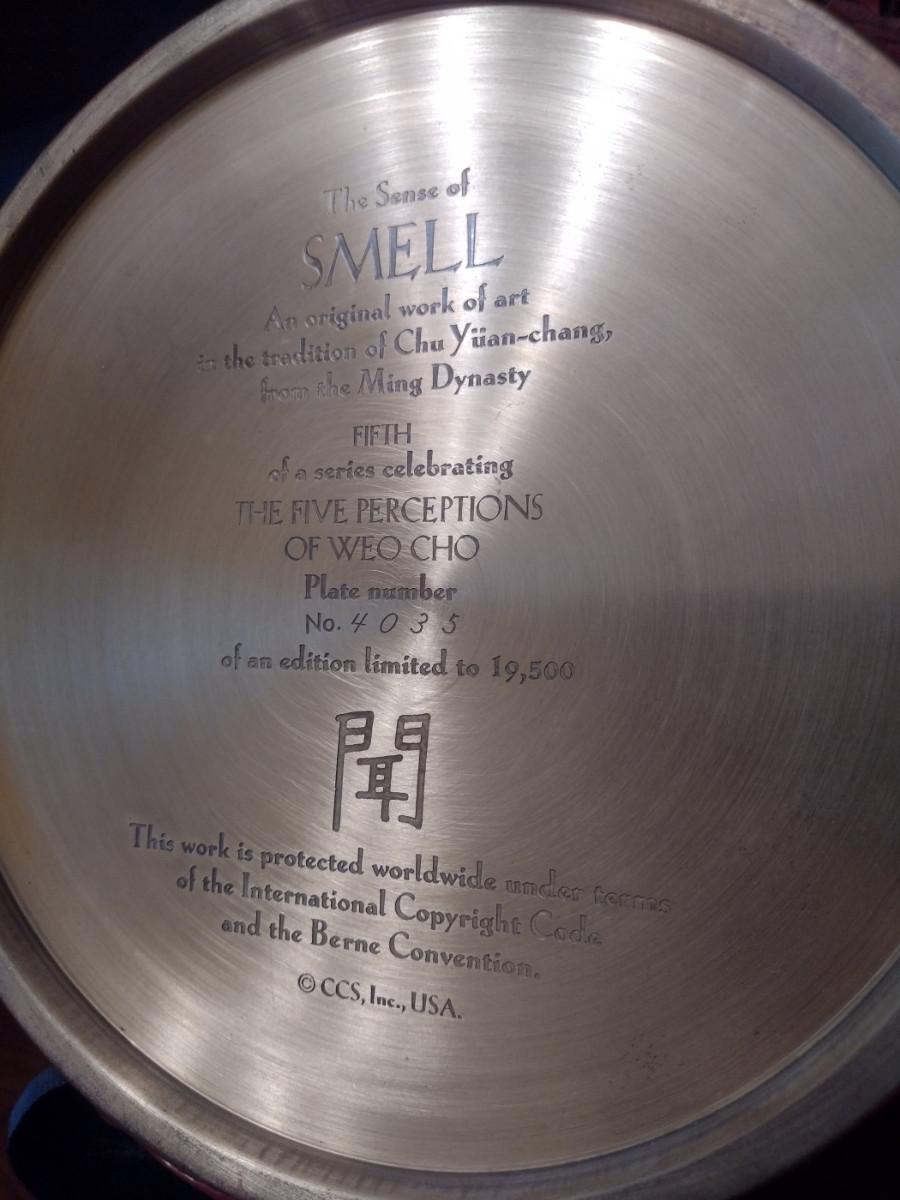 The Sense of
SMELL
An original work of art
in the tradition of Chu Yüan-chang,
from the Ming Dynasty
FIFTH
of a series celebrating
THE FIVE PERCEPTIONS
OF WEO CHO
Plate number
No. 4035
of an edition limited to 19,500
聞
This work is protected worldwide under terms
of the International Copyright Code
and the Berne Convention.
© CCS, Inc., USA.